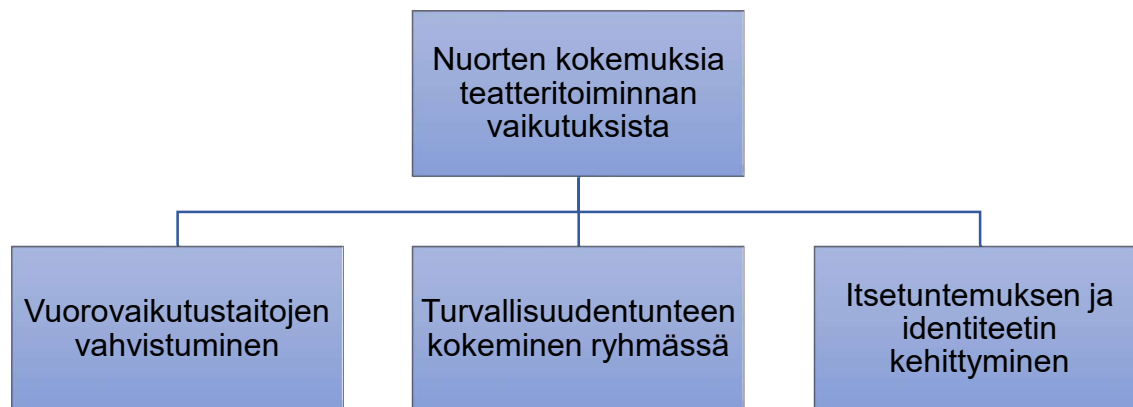 Nuorten kokemuksia
teatteritoiminnan
vaikutuksista
Vuorovaikutustaitojen
vahvistuminen
Turvallisuudentunteen
kokeminen ryhmässä
Itsetuntemuksen ja
identiteetin
kehittyminen